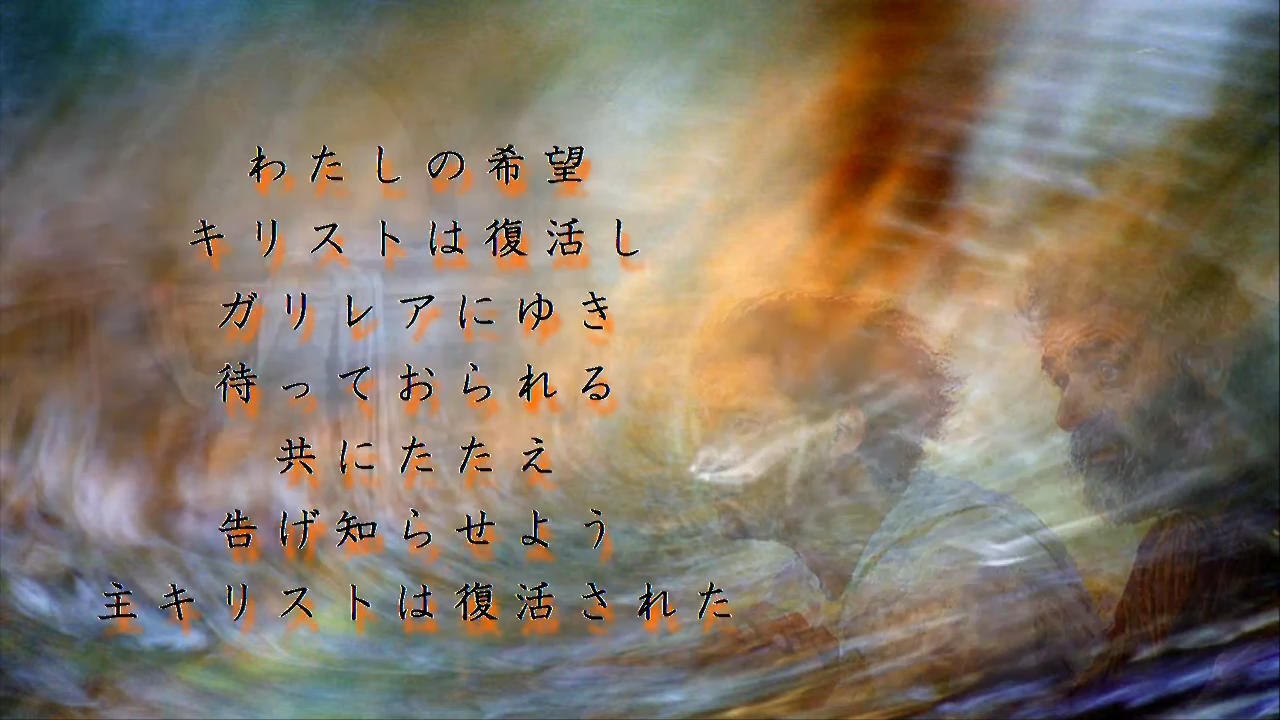 わたしの希望
キリストは復活し
ガリレアにゆき
待っておられる
共にたたえ
告げ知らせよう
主キリストは復活された